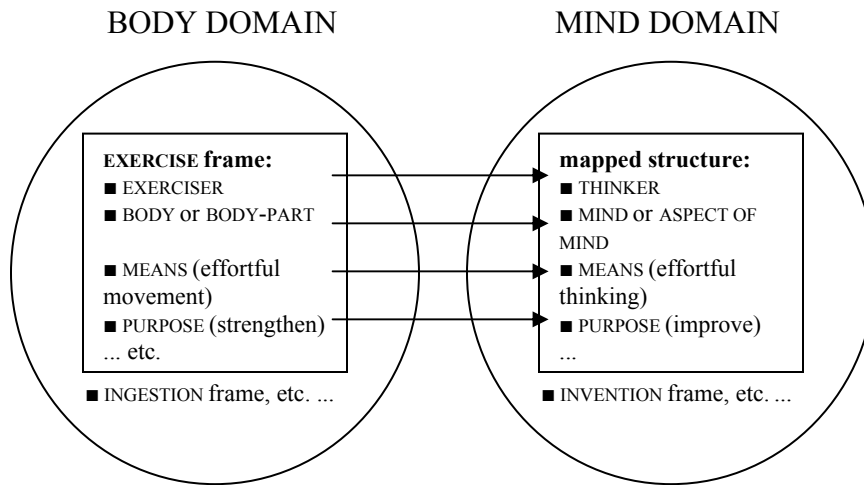 BODY DOMAIN
MIND DOMAIN
EXERCISE frame:
■ EXERCISER
■ BODY or BODY-PART
■ MEANS (effortful
movement)
■ PURPOSE (strengthen)
... etc.
■ INGESTION frame, etc. ...
mapped structure:
■ THINKER
■ MIND or ASPECT OF
MIND
■ MEANS (effortful
thinking)
■ PURPOSE (improve)
...
■ INVENTION frame, etc. ...